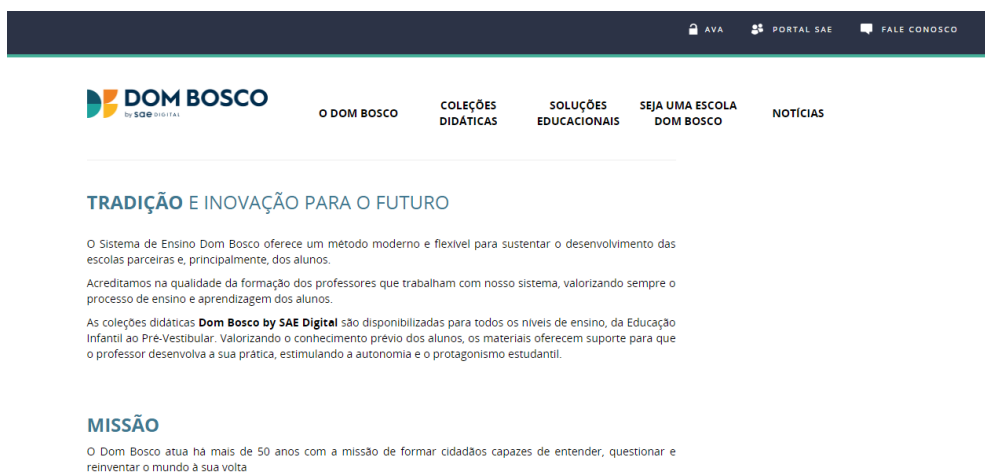 AVA PORTAL SAE FALE CONOSCO
DOM BOSCO
by sae DIGITAL
O DOM BOSCO
COLEÇÕES DIDÁTICAS
SOLUÇÕES EDUCACIONAIS
SEJA UMA ESCOLA DOM BOSCO
NOTÍCIAS
TRADIÇÃO E INOVAÇÃO PARA O FUTURO
O Sistema de Ensino Dom Bosco oferece um método moderno e flexível para sustentar o desenvolvimento das
escolas parceiras e, principalmente, dos alunos.
Acreditamos na qualidade da formação dos professores que trabalham com nosso sistema, valorizando sempre o
processo de ensino e aprendizagem dos alunos.
As coleções didáticas Dom Bosco by SAE Digital são disponibilizadas para todos os níveis de ensino, da Educação
Infantil ao Pré-Vestibular. Valorizando o conhecimento prévio dos alunos, os materiais oferecem suporte para que
o professor desenvolva a sua prática, estimulando a autonomia e o protagonismo estudantil.
MISSÃO
O Dom Bosco atua há mais de 50 anos com a missão de formar cidadãos capazes de entender, questionar e
reinventar o mundo à sua volta